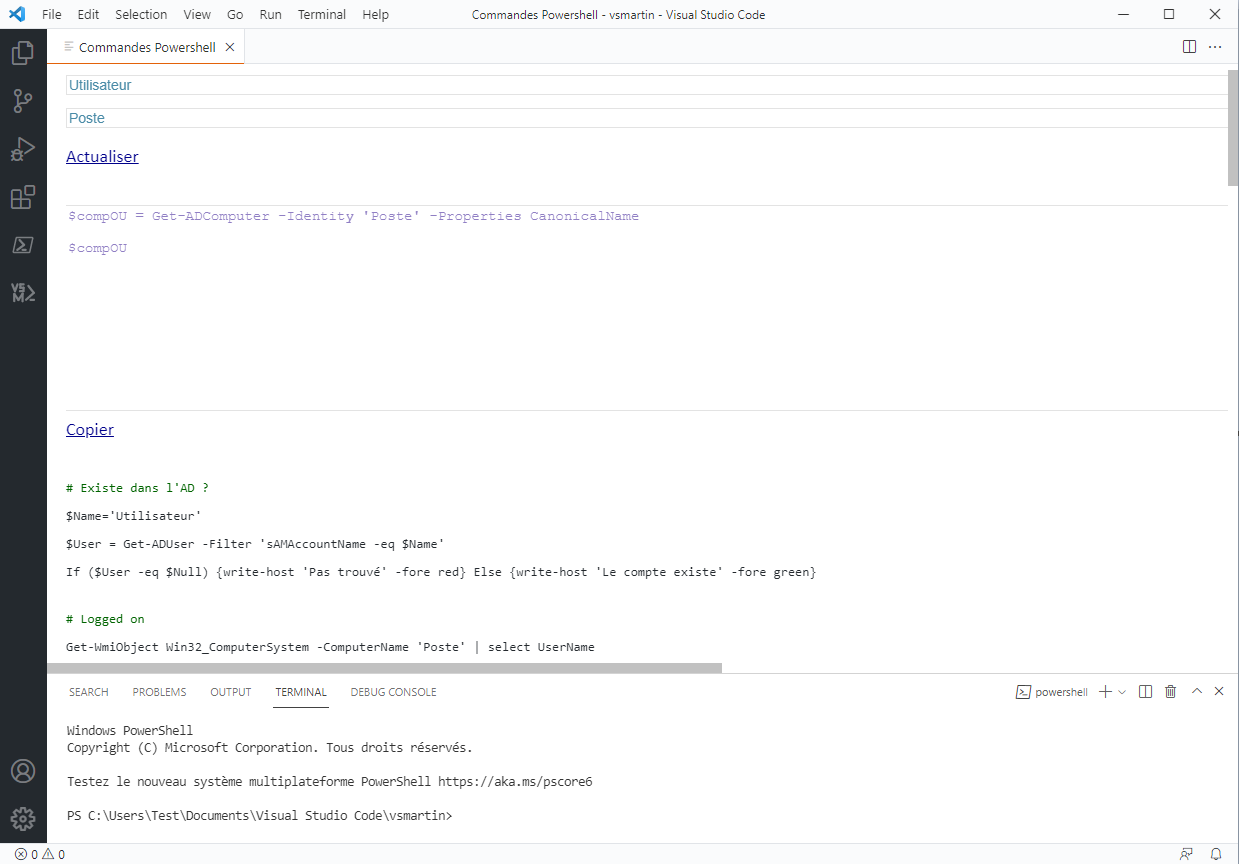 File Edit Selection View Go Run Terminal Help Commandes Powershell - vsmartin - Visual Studio Code
Commandes Powershell
Utilisateur
Poste
Actualiser
$compOU = Get-ADComputer -Identity 'Poste' -Properties CanonicalName
$compOU
Copier
# Existe dans l'AD ?
$Name='Utilisateur'
$User = Get-ADUser -Filter 'sAMAccountName -eq $Name'
If ($User -eq $Null) {write-host 'Pas trouvé' -fore red} Else {write-host 'Le compte existe' -fore green}
# Logged on
Get-WmiObject Win32_ComputerSystem -ComputerName 'Poste' | select UserName
SEARCH PROBLEMS OUTPUT TERMINAL DEBUG CONSOLE powershell
Windows PowerShell
Copyright (C) Microsoft Corporation. Tous droits réservés.
Testez le nouveau système multiplateforme PowerShell https://aka.ms/pscore6
PS C:\Users\Test\Documents\Visual Studio Code\vsmartin>
0 0